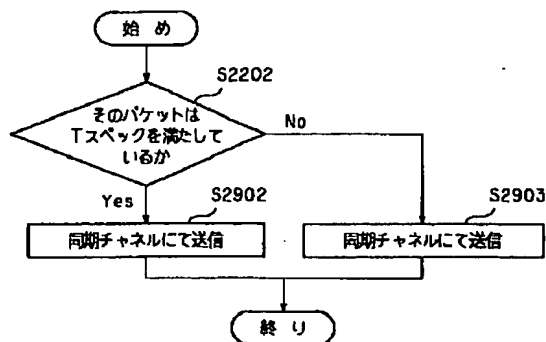 始め
S2202
そのパケットは
Tスペックを満たして
いるか
No
Yes
S2902
S2903
同期チャネルにて送信
同期チャネルにて送信
終り